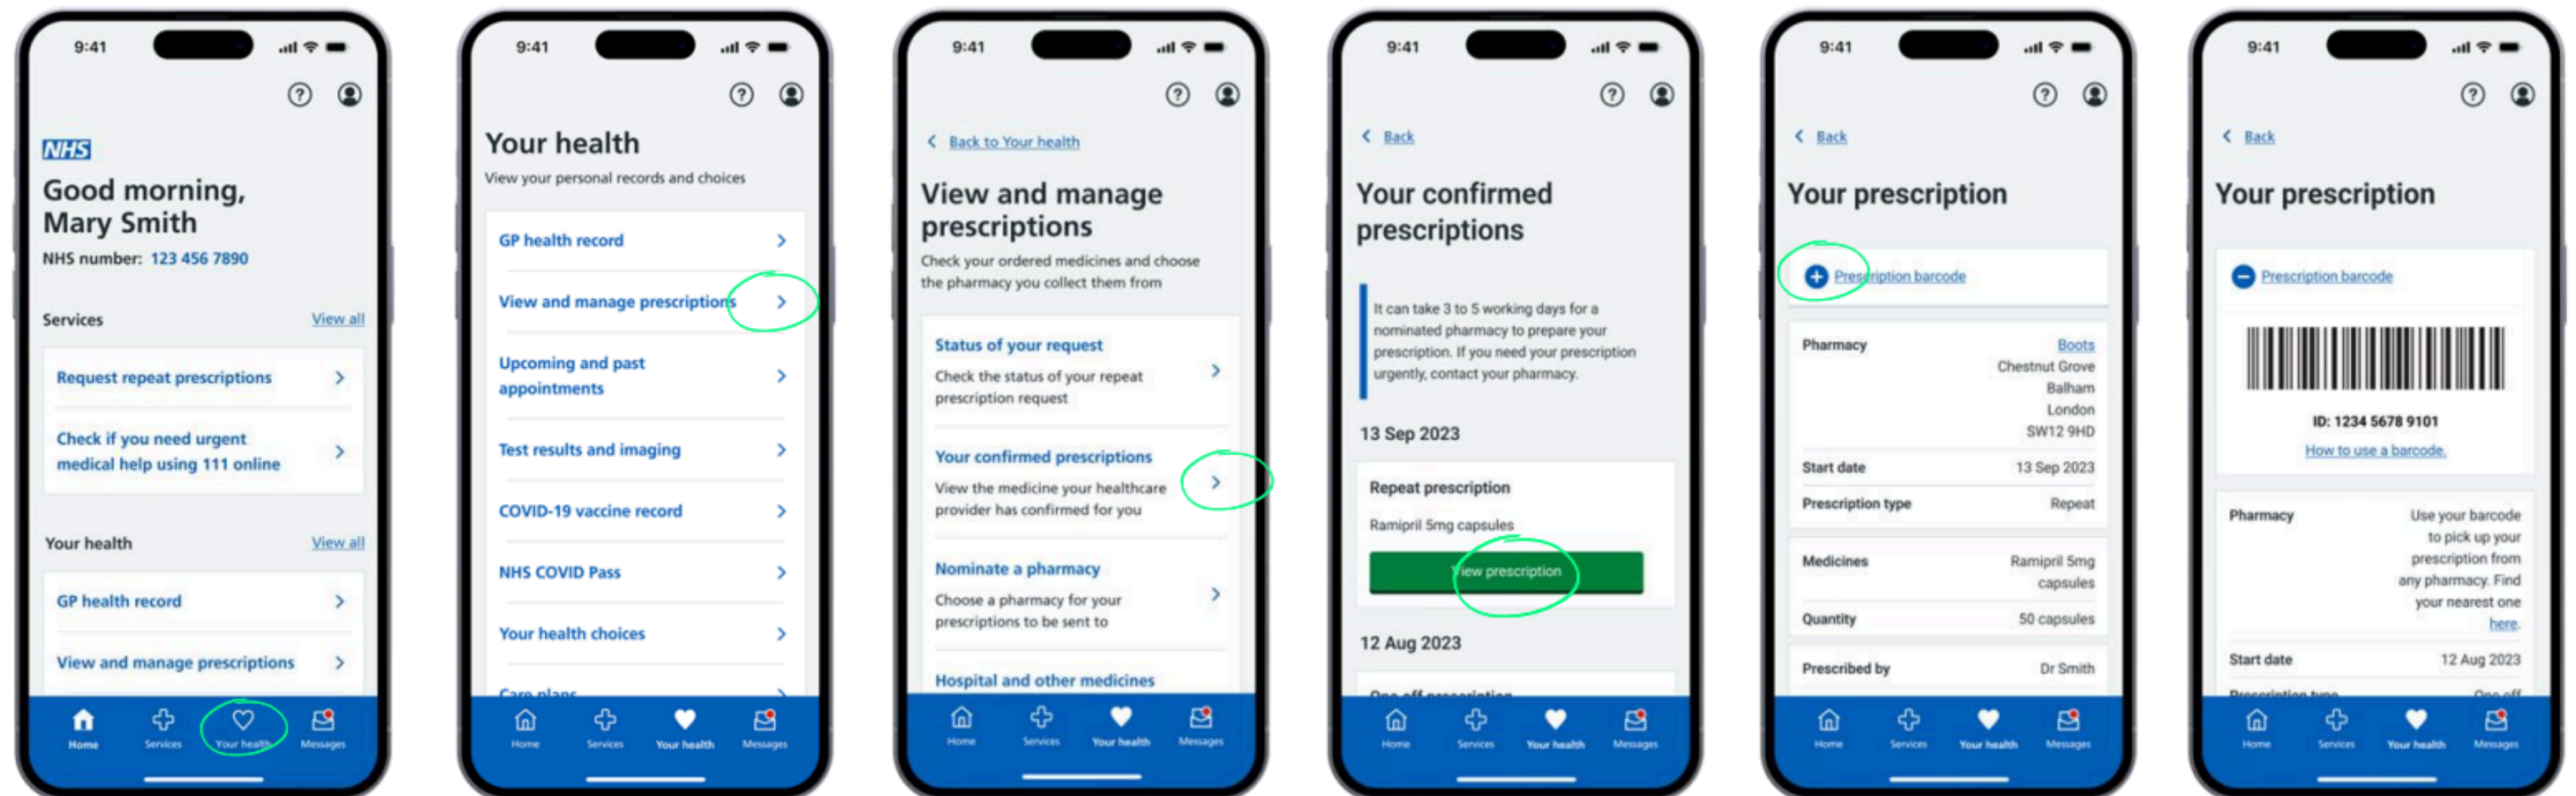 9:41
NHS
Good morning,
Mary Smith
NHS number: 123 456 7890
Services View all
Request repeat prescriptions
Check if you need urgent
medical help using 111 online
Your health View all
GP health record
View and manage prescriptions
Home Services Your health Messages
9:41
Your health
View your personal records and choices
GP health record
View and manage prescriptions
Upcoming and past
appointments
Test results and imaging
COVID-19 vaccine record
NHS COVID Pass
Your health choices
Care plans
Home Services Your health Messages
9:41
Back to Your health
View and manage
prescriptions
Check your ordered medicines and choose
the pharmacy you collect them from
Status of your request
Check the status of your repeat
prescription request
Your confirmed prescriptions
View the medicine your healthcare
provider has confirmed for you
Nominate a pharmacy
Choose a pharmacy for your
prescriptions to be sent to
Hospital and other medicines
Home Services Your health Messages
9:41
Back
Your confirmed
prescriptions
It can take 3 to 5 working days for a
nominated pharmacy to prepare your
prescription. If you need your prescription
urgently, contact your pharmacy.
13 Sep 2023
Repeat prescription
Ramipril 5mg capsules
View prescription
12 Aug 2023
One off prescription
Home Services Your health Messages
9:41
Back
Your prescription
Prescription barcode
Pharmacy Boots
Chestnut Grove
Balham
London
SW12 9HD
Start date 13 Sep 2023
Prescription type Repeat
Medicines Ramipril 5mg
capsules
Quantity 50 capsules
Prescribed by Dr Smith
Home Services Your health Messages
9:41
Back
Your prescription
Prescription barcode
ID: 1234 5678 9101
How to use a barcode.
Pharmacy Use your barcode
to pick up your
prescription from
any pharmacy. Find
your nearest one
here.
Start date 12 Aug 2023
Prescription type One off
Home Services Your health Messages